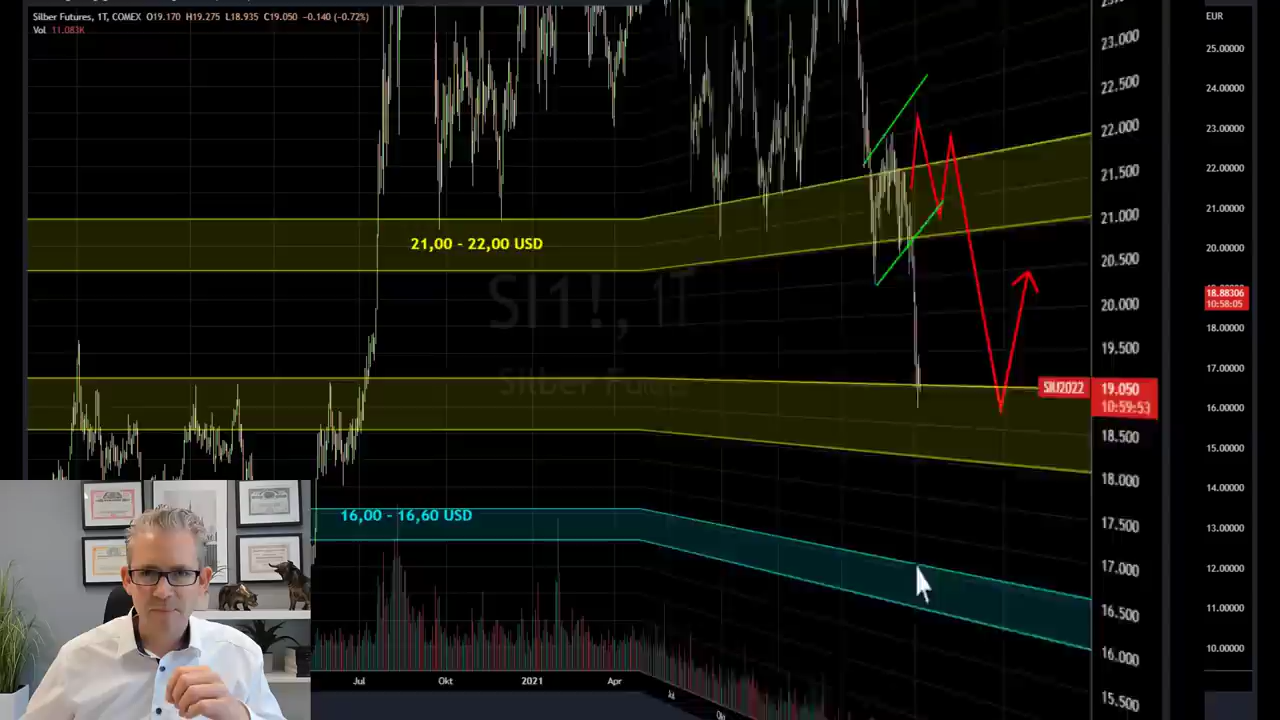 Silber Futures, 1T, COMEX O19.170 H19.275 L18.935 C19.050 −0.140 (−0.72%)
Vol 11.083K
21,00 - 22,00 USD
SI1!, 1T
Silber Futures
16,00 - 16,60 USD
Jul
Okt
2021
Apr
Jul
Okt
23.000
22.500
22.000
21.500
21.000
20.500
20.000
19.500
SIU2022
19.050
10:59:53
18.500
18.000
17.500
17.000
16.500
16.000
15.500
EUR
25.00000
24.00000
23.00000
22.00000
21.00000
20.00000
18.88306
10:58:05
18.00000
17.00000
16.00000
15.00000
14.00000
13.00000
12.00000
11.00000
10.00000